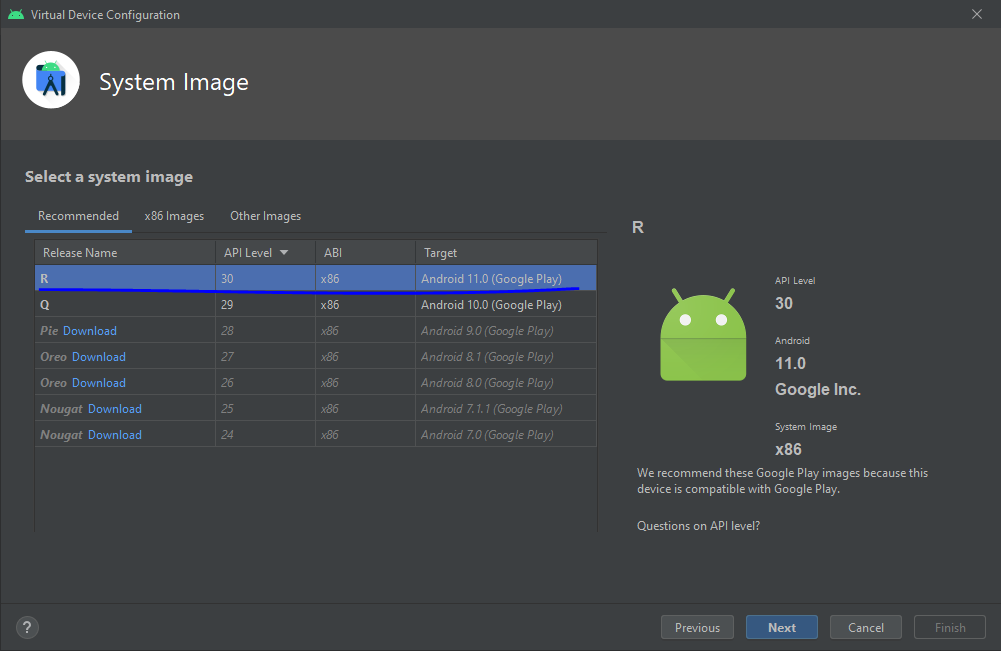 Virtual Device Configuration
System Image
Select a system image
Recommended x86 Images Other Images
Release Name API Level ABI Target
R 30 x86 Android 11.0 (Google Play)
Q 29 x86 Android 10.0 (Google Play)
Pie Download 28 x86 Android 9.0 (Google Play)
Oreo Download 27 x86 Android 8.1 (Google Play)
Oreo Download 26 x86 Android 8.0 (Google Play)
Nougat Download 25 x86 Android 7.1.1 (Google Play)
Nougat Download 24 x86 Android 7.0 (Google Play)
R
API Level
30
Android
11.0
Google Inc.
System Image
x86
We recommend these Google Play images because this
device is compatible with Google Play.
Questions on API level?
? Previous Next Cancel Finish